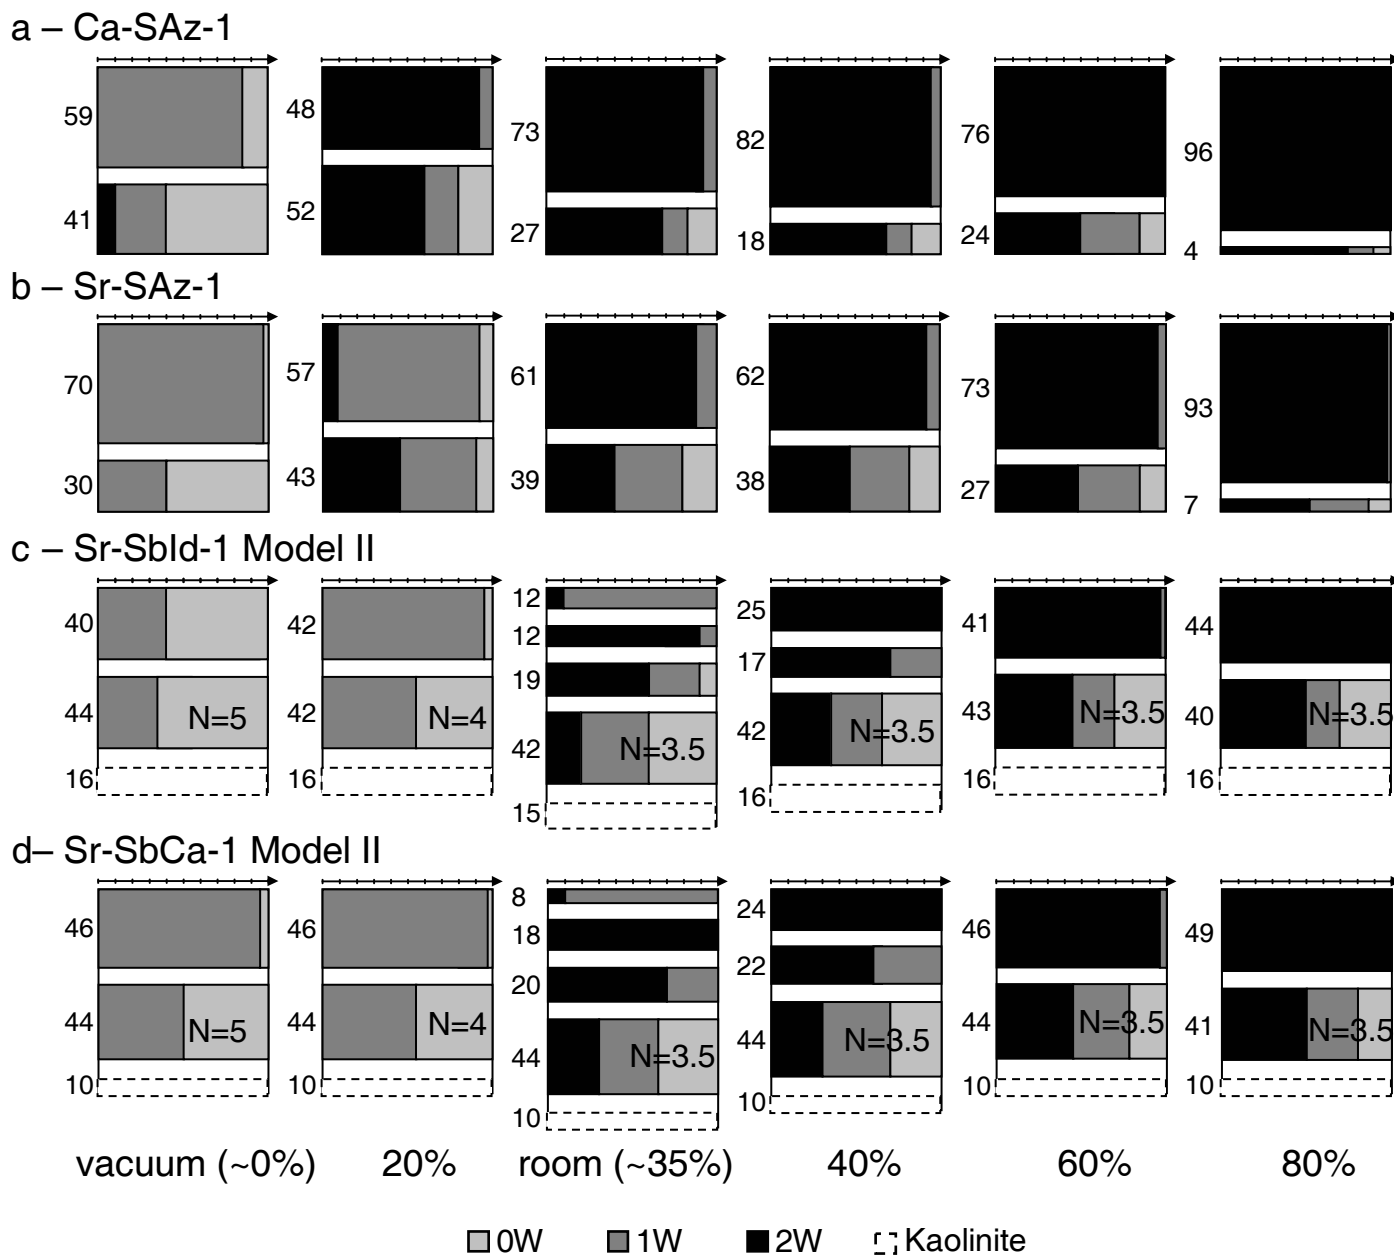 a – Ca-SAz-1
59 48 73 82 76 96
41 52 27 18 24 4
b – Sr-SAz-1
70 57 61 62 73 93
30 43 39 38 27 7
c – Sr-SbId-1 Model II
40 42 12 25 41 44
12
17
19
44 N=5 42 N=4 42 N=3.5 42 N=3.5 43 N=3.5 40 N=3.5
16 16 15 16 16 16
d– Sr-SbCa-1 Model II
46 46 8 24 46 49
18
20 22
44 N=5 44 N=4 44 N=3.5 44 N=3.5 44 N=3.5 41 N=3.5
10 10 10 10 10 10
vacuum (~0%) 20% room (~35%) 40% 60% 80%
0W 1W 2W Kaolinite